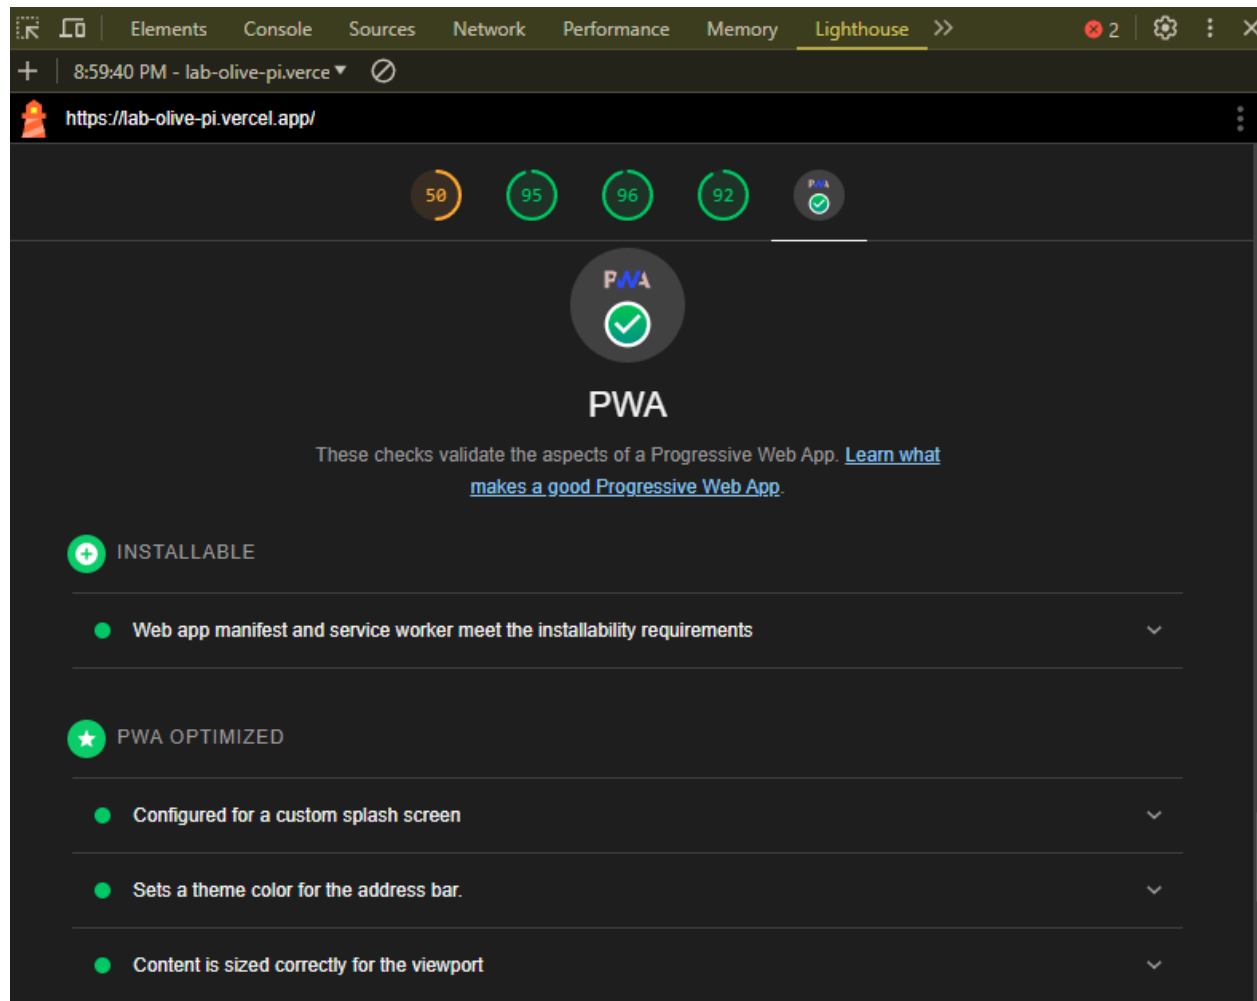 Elements Console Sources Network Performance Memory Lighthouse 2
8:59:40 PM - lab-olive-pi.verce
https://lab-olive-pi.vercel.app/
50 95 96 92 PWA
PWA
PWA
These checks validate the aspects of a Progressive Web App. Learn what
makes a good Progressive Web App.
INSTALLABLE
Web app manifest and service worker meet the installability requirements
PWA OPTIMIZED
Configured for a custom splash screen
Sets a theme color for the address bar.
Content is sized correctly for the viewport